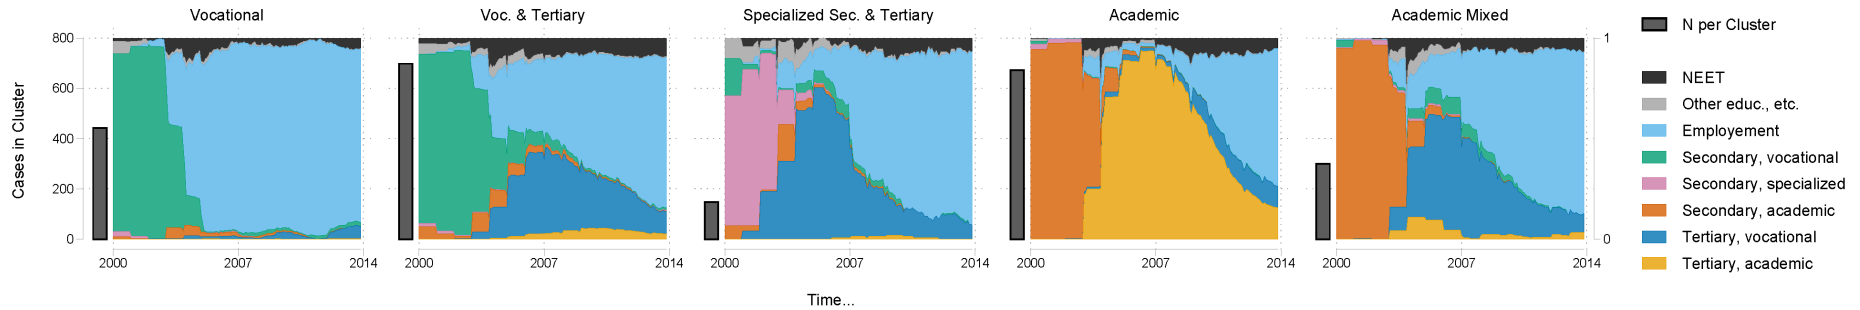 Vocational
Voc. & Tertiary
Specialized Sec. & Tertiary
Academic
Academic Mixed
Cases in Cluster
800
600
400
200
0
2000 2007 2014
2000 2007 2014
2000 2007 2014
2000 2007 2014
2000 2007 2014
1
0
Time...
N per Cluster
NEET
Other educ., etc.
Employement
Secondary, vocational
Secondary, specialized
Secondary, academic
Tertiary, vocational
Tertiary, academic